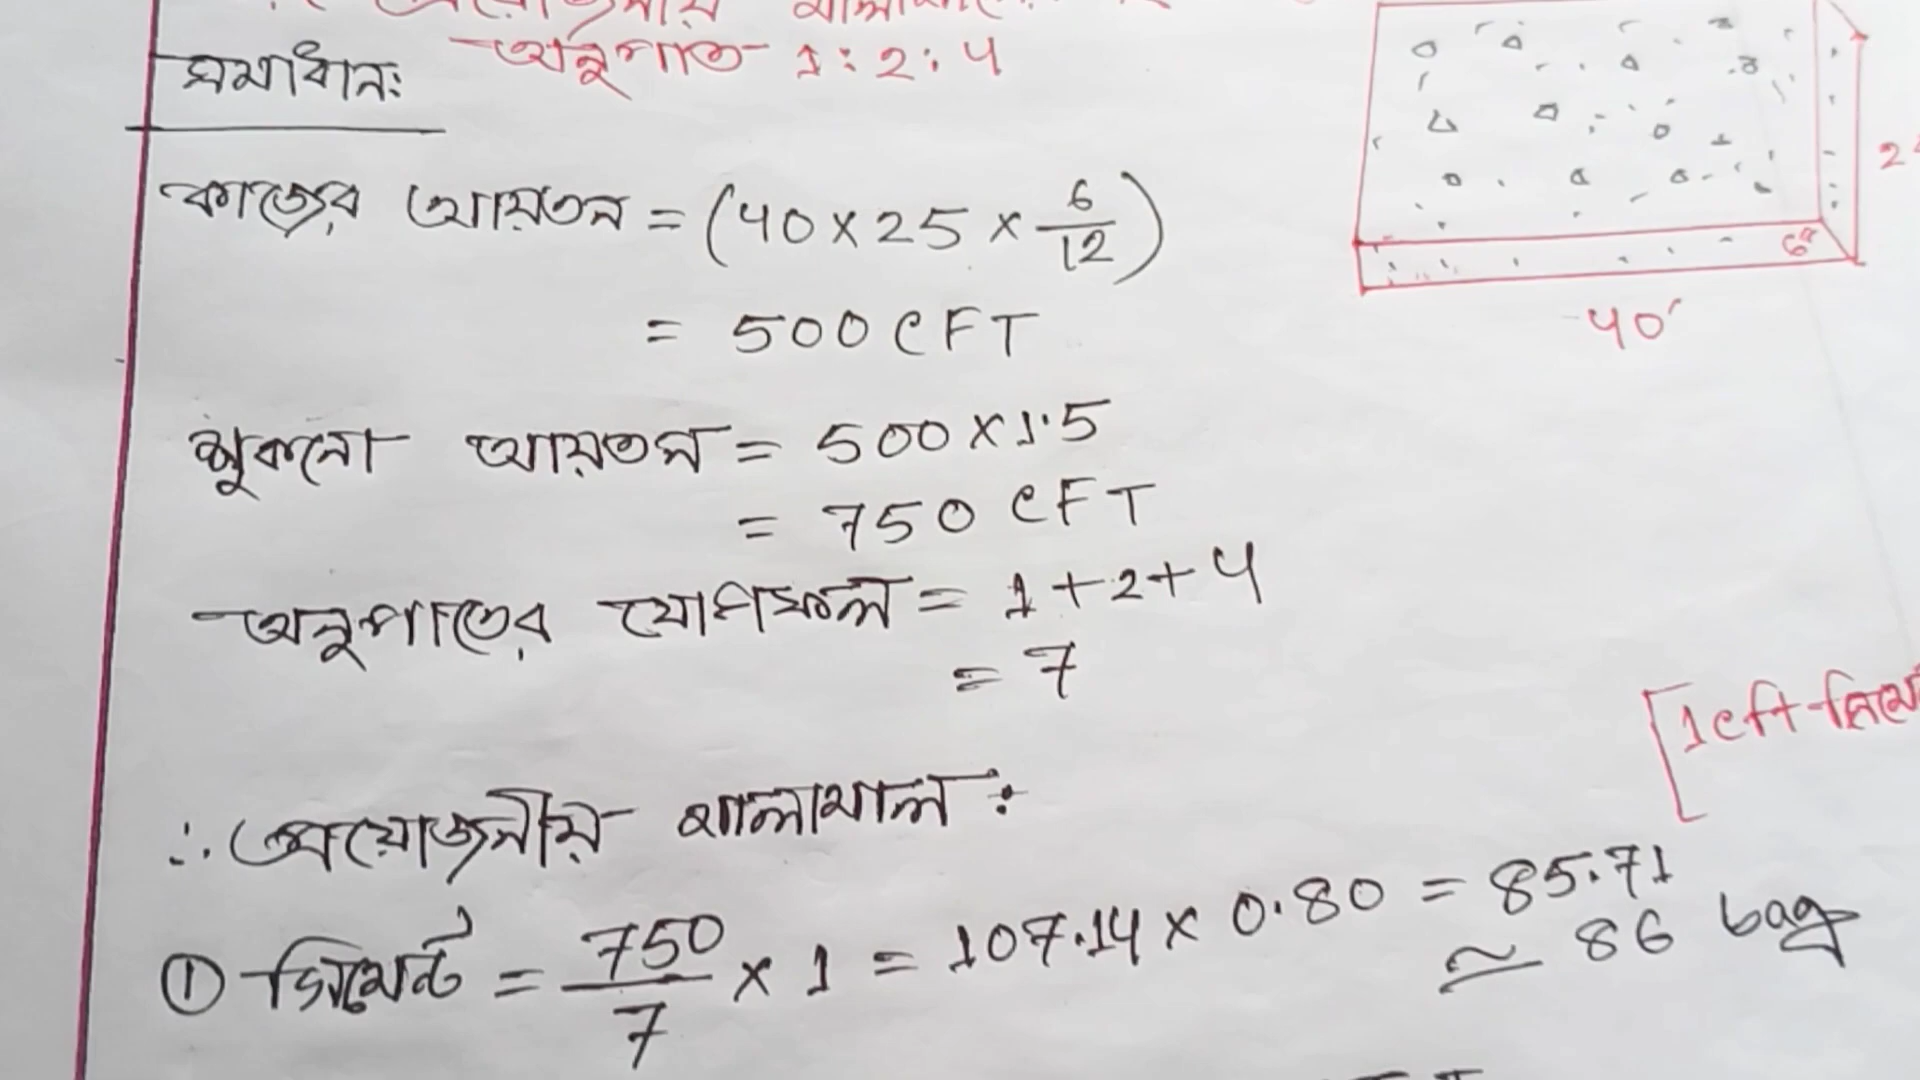 অনুপাত 1:2:4
সমাধানঃ
কাজের আয়তন = (40 x 25 x 6/12)
= 500 CFT
শুকনো আয়তন = 500 x 1.5
= 750 CFT
অনুপাতের যোগফল = 1+2+4
= 7
∴ প্রয়োজনীয় মালামাল :
① সিমেন্ট = 750/7 x 1 = 107.14 x 0.80 = 85.71
≃ 86 bag
6"
40'
[1 cft